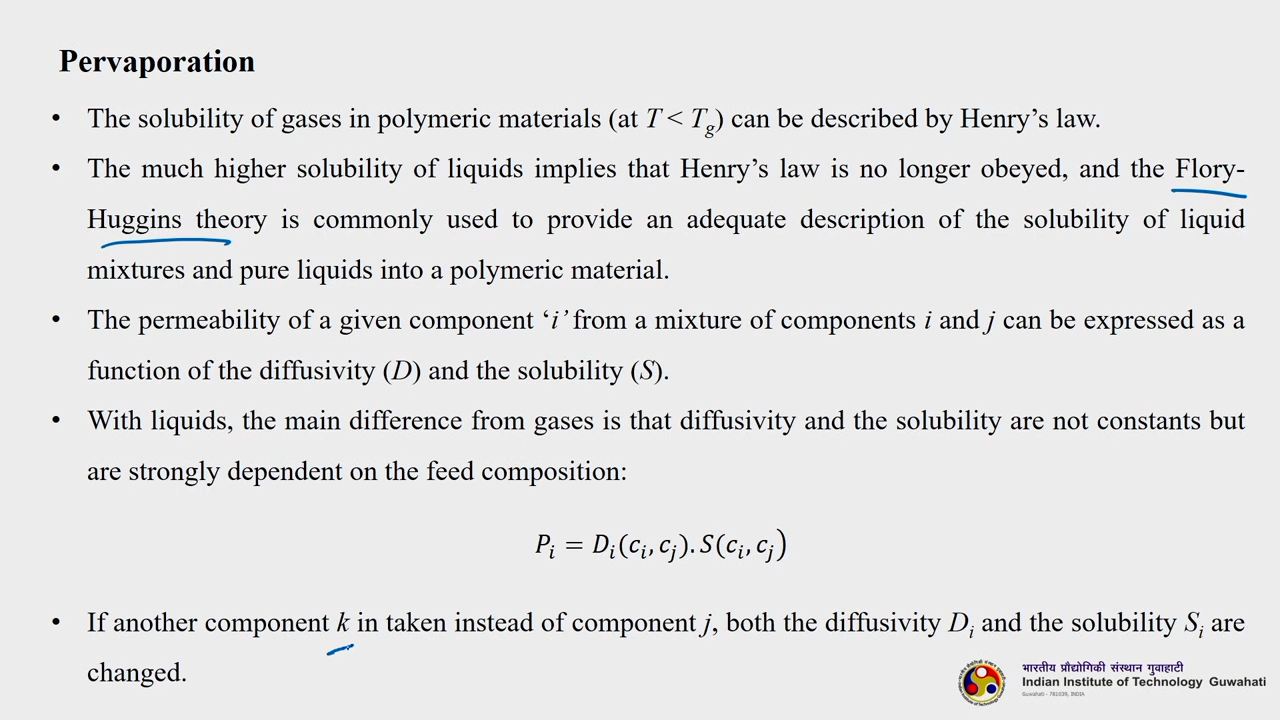 Pervaporation
• The solubility of gases in polymeric materials (at T < Tg) can be described by Henry's law.
• The much higher solubility of liquids implies that Henry's law is no longer obeyed, and the Flory-
Huggins theory is commonly used to provide an adequate description of the solubility of liquid
mixtures and pure liquids into a polymeric material.
• The permeability of a given component ‘i’ from a mixture of components i and j can be expressed as a
function of the diffusivity (D) and the solubility (S).
• With liquids, the main difference from gases is that diffusivity and the solubility are not constants but
are strongly dependent on the feed composition:
Pi = Di(ci, cj). S(ci, cj)
• If another component k in taken instead of component j, both the diffusivity Di and the solubility Si are
changed.
भारतीय प्रौद्योगिकी संस्थान गुवाहाटी
Indian Institute of Technology Guwahati
Guwahati - 781039, INDIA